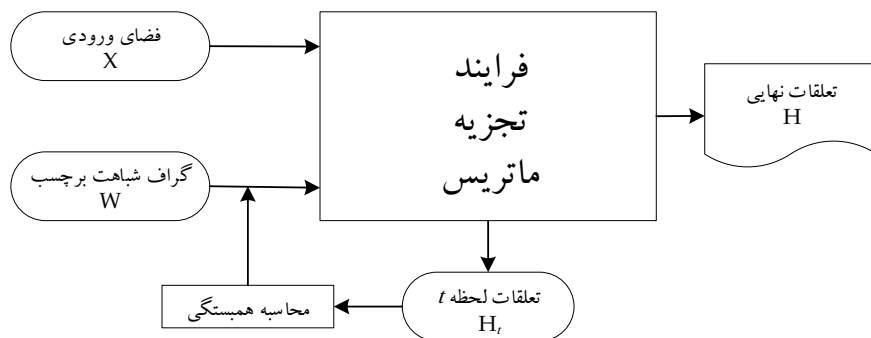 فضای ورودی
X
فرایند
تجزیه
ماتریس
تعلقات نهایی
H
گراف شباهت برچسب
W
تعلقات لحظه t
Ht
محاسبه همبستگی